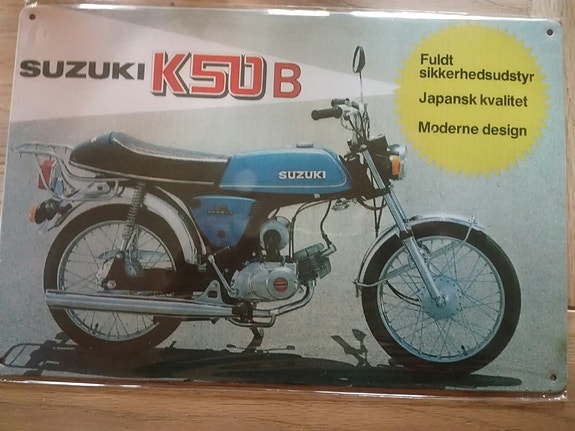 SUZUKI K50 B
Fuldt
sikkerhedsudstyr
Japansk kvalitet
Moderne design
SUZUKI